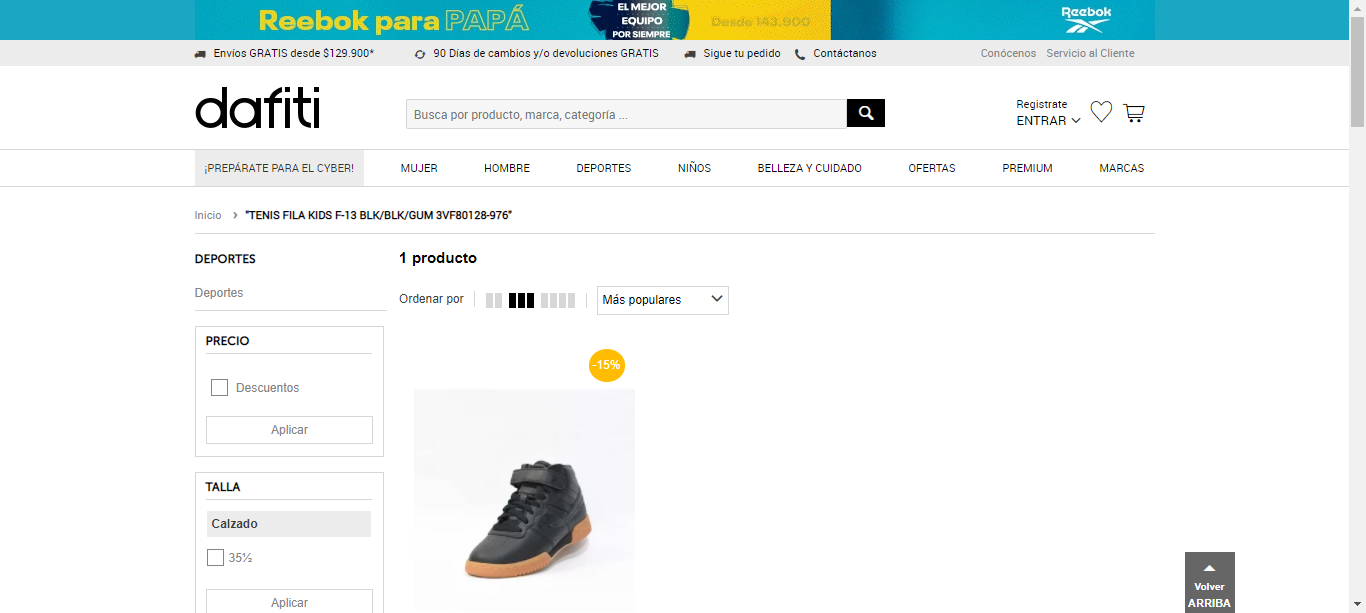 Reebok para PAPÁ
EL MEJOR
EQUIPO
POR SIEMPRE
Desde 143.900
Reebok
Envíos GRATIS desde $129.900*
90 Días de cambios y/o devoluciones GRATIS
Sigue tu pedido
Contáctanos
Conócenos
Servicio al Cliente
dafiti
Busca por producto, marca, categoría ...
Registrate
ENTRAR
¡PREPÁRATE PARA EL CYBER!
MUJER
HOMBRE
DEPORTES
NIÑOS
BELLEZA Y CUIDADO
OFERTAS
PREMIUM
MARCAS
Inicio > "TENIS FILA KIDS F-13 BLK/BLK/GUM 3VF80128-976"
DEPORTES
Deportes
1 producto
Ordenar por
Más populares
PRECIO
Descuentos
Aplicar
TALLA
Calzado
35½
Aplicar
-15%
Volver
ARRIBA